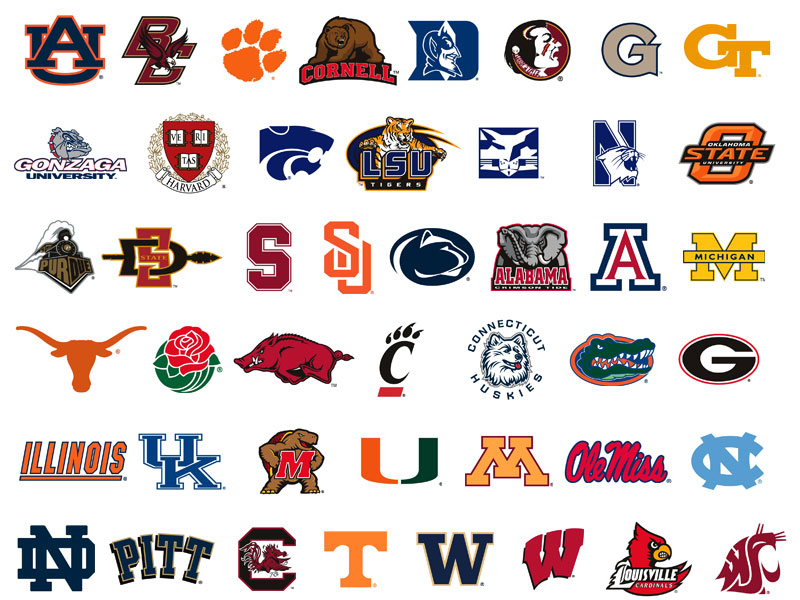 AU
BC
CORNELL
D
G
GT
GONZAGA
UNIVERSITY
VE RI
TAS
HARVARD
LSU
TIGERS
N
OKLAHOMA
STATE
UNIVERSITY
PURDUE
SD
STATE
S
SU
ALABAMA
CRIMSON TIDE
A
M
MICHIGAN
C
CONNECTICUT
HUSKIES
G
ILLINOIS
UK
M
U
M
Ole Miss
NC
ND
PITT
C
T
W
W
LOUISVILLE
CARDINALS
WSU